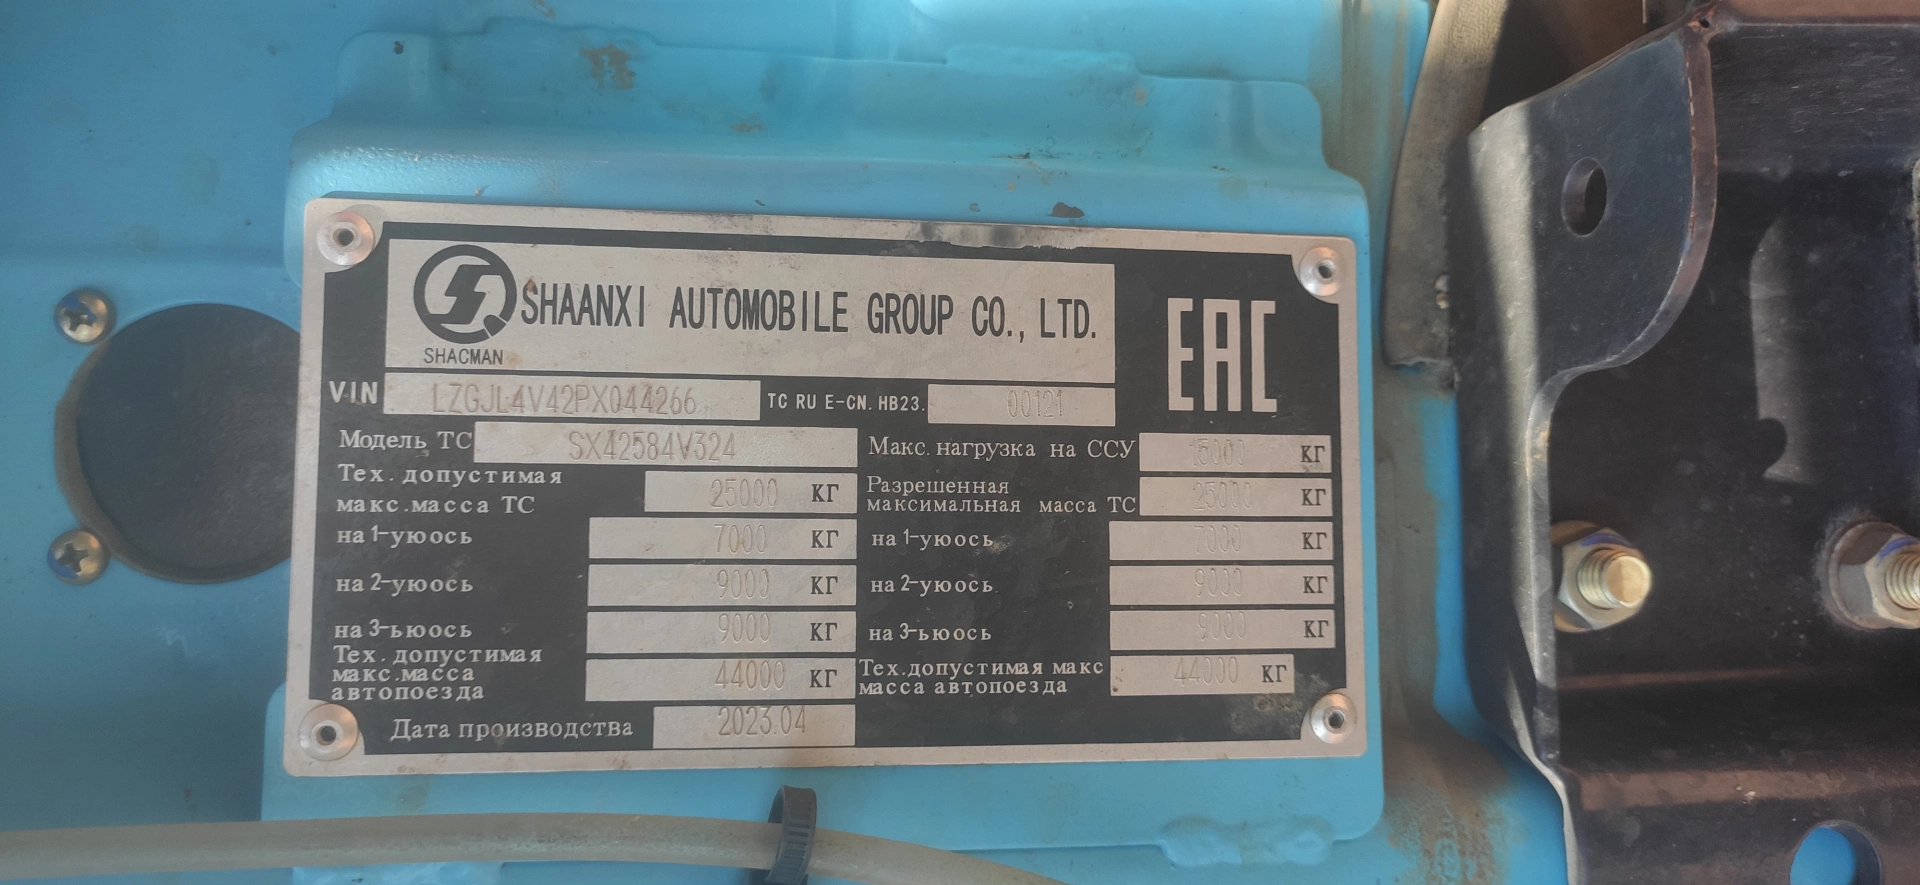 SHAANXI AUTOMOBILE GROUP CO., LTD.
SHACMAN
EAC
VIN LZGJL4V42PX044266 TC RU E-CN. HB23. 00121
Модель ТС SX42584V324 Макс. нагрузка на ССУ 15000 КГ
Тех. допустимая
макс.масса ТС 25000 КГ
Разрешенная
максимальная масса ТС 25000 КГ
на 1-уюось 7000 КГ на 1-уюось 7000 КГ
на 2-уюось 9000 КГ на 2-уюось 9000 КГ
на 3-ьюось 9000 КГ на 3-ьюось 9000 КГ
Тех. допустимая
макс.масса
автопоезда 44000 КГ
Тех.допустимая макс
масса автопоезда 44000 КГ
Дата производства 2023.04